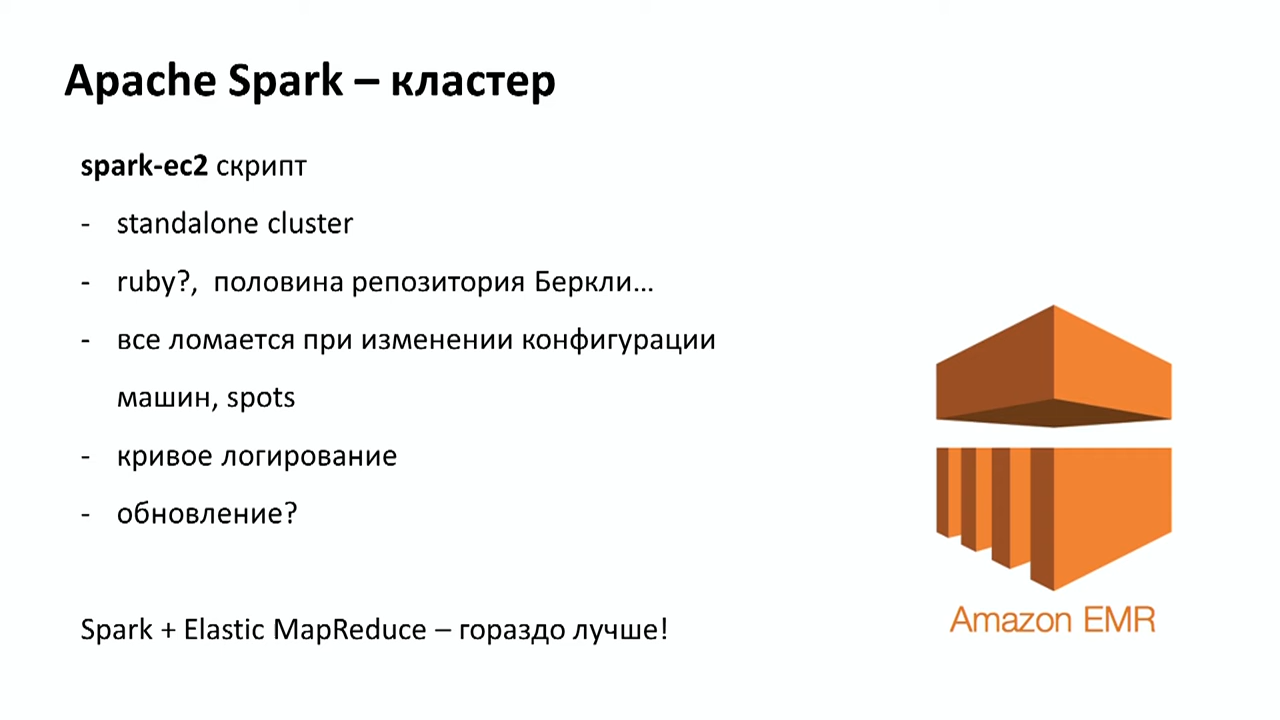 Apache Spark – кластер
spark-ec2 скрипт
- standalone cluster
- ruby?, половина репозитория Беркли...
- все ломается при изменении конфигурации
машин, spots
- кривое логирование
- обновление?
Spark + Elastic MapReduce – гораздо лучше!
Amazon EMR